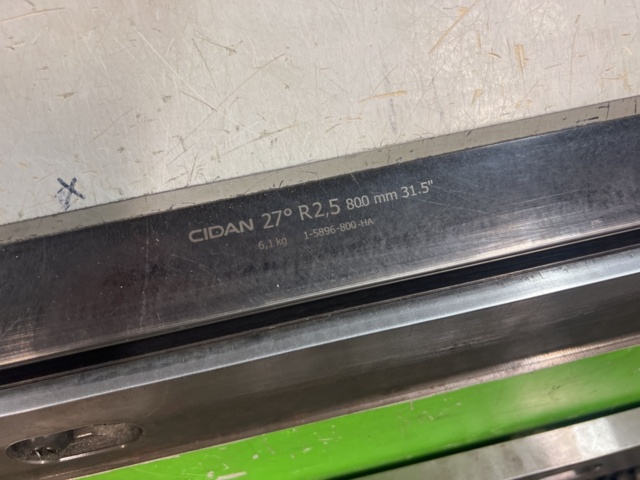 CIDAN 27° R2,5 800 mm 31.5"
6,1 kg 1-5896-800-HA